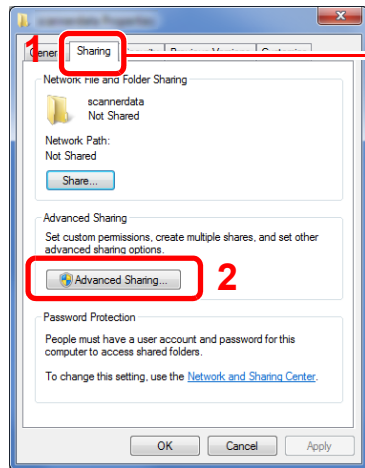 scannerdata Properties
1
Sharing
Network File and Folder Sharing
scannerdata
Not Shared
Network Path:
Not Shared
Share...
Advanced Sharing
Set custom permissions, create multiple shares, and set other
advanced sharing options.
Advanced Sharing...
2
Password Protection
People must have a user account and password for this
computer to access shared folders.
To change this setting, use the Network and Sharing Center.
OK
Cancel
Apply